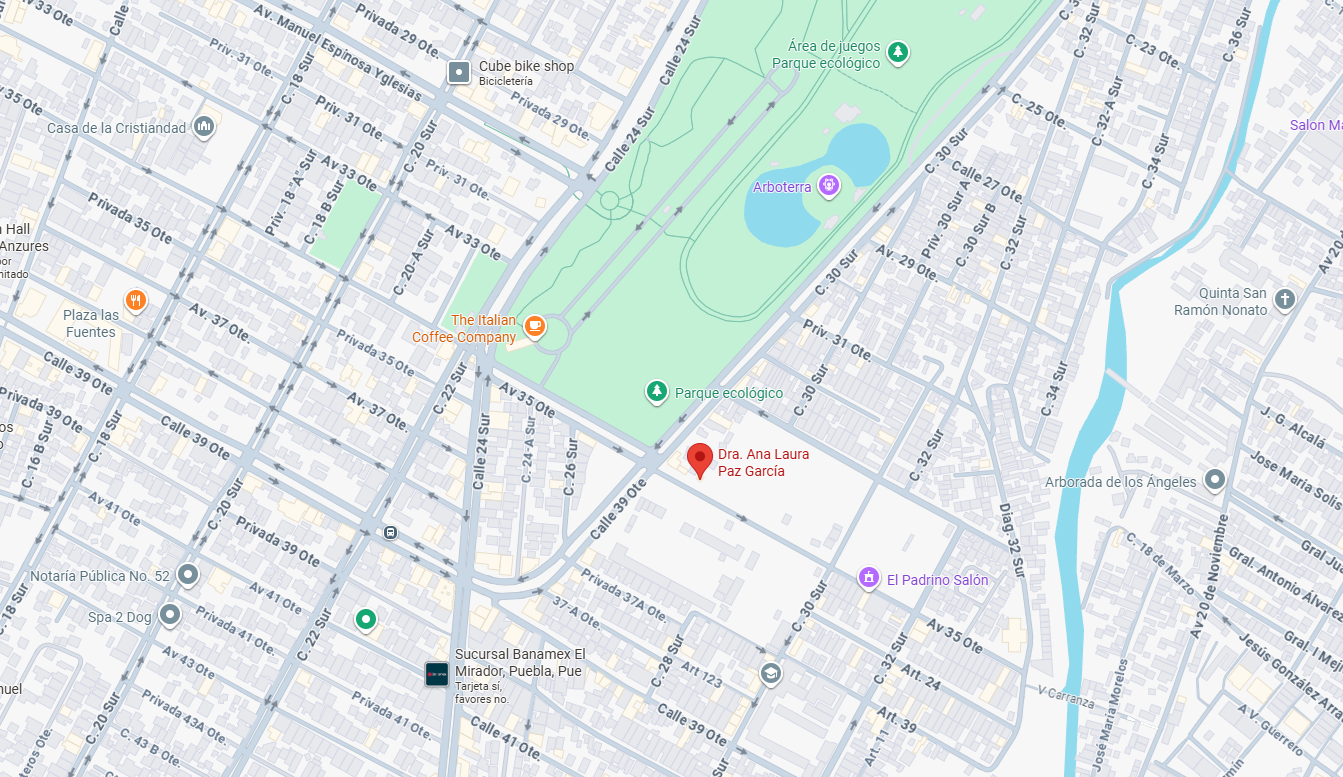 Av 33 Ote
Calle
Av. Manuel Espinosa Yglesias
Privada 29 Ote.
Priv. 31 Ote.
C. 18 Sur
Cube bike shop
Bicicletería
Calle 24 Sur
Área de juegos
Parque ecológico
C. 32 Sur
C. 23 Ote.
C. 36 Sur
35 Ote
Casa de la Cristiandad
Priv. 31 Ote.
C. 20 Sur
Privada 29 Ote.
Calle 24 Sur
C. 25 Ote.
C. 32-A Sur
C. 34 Sur
Salon Ma
Av 33 Ote
Priv. 31 Ote.
Priv. 18 "A" Sur
C. 18 B Sur
Arboterra
C. 30 Sur
Calle 27 Ote.
Priv. 30 Sur A
C. 30 Sur B
C. 32 Sur
Privada 35 Ote
C. 20-A Sur
Av 33 Ote
Hall
Anzures
por
mitado
C. 30 Sur
Av. 29 Ote.
Av 20
Plaza las
Fuentes
Av. 37 Ote.
Privada 35 Ote
The Italian
Coffee Company
Quinta San
Ramón Nonato
Priv. 31 Ote.
Calle 39 Ote
C. 22 Sur
Av. 37 Ote.
Av 35 Ote
Parque ecológico
C. 30 Sur
C. 34 Sur
Privada 39 Ote
C. 18 Sur
Calle 39 Ote
C. 16 B Sur
Calle 24 Sur
C. 24-A Sur
C. 26 Sur
Dra. Ana Laura
Paz García
C. 32 Sur
J. G. Alcalá
Jose María Solis
Arborada de los Ángeles
C. 20 Sur
Av 41 Ote
Privada 39 Ote
Calle 39 Ote
Diag. 32 Sur
Av 20 de Noviembre
C. 18 de Marzo
Gral. Antonio Álvarez
Gral Jua
Notaría Pública No. 52
Av 41 Ote
Spa 2 Dog
Privada 41 Ote.
C. 18 Sur
C. 22 Sur
Privada 37A Ote.
37-A Ote.
El Padrino Salón
C. 30 Sur
Av 35 Ote
Gral. I Mej
Jesús González Arra
Sucursal Banamex El
Mirador, Puebla, Pue
Tarjeta sí,
favores no.
Av 43 Ote
C. 28 Sur
Art 123
C. 32 Sur
Art. 24
V Carranza
José María Morelos
A V. Guerrero
nuel
C. 20 Sur
Privada 43A Ote.
C. 43 B Ote.
Privada 41 Ote.
Calle 41 Ote.
Calle 39 Ote
Art. 39
Art. 11
Sur